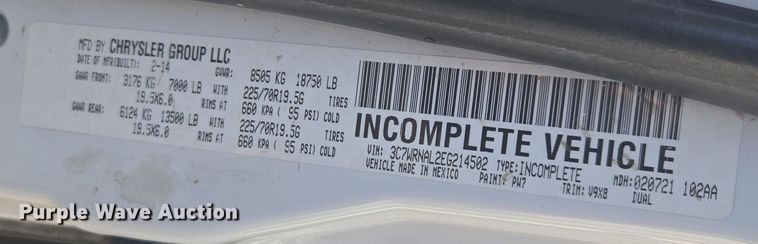 MFD BY CHRYSLER GROUP LLC
DATE OF MFR(BUILT): 2-14 GVWR: 8505 KG 18750 LB
GAWR FRONT: 3176 KG/ 7000 LB WITH 225/70R19.5G TIRES
19.5X6.0 RIMS AT 660 KPA ( 95 PSI) COLD
GAWR REAR: 6124 KG 13500 LB WITH 225/70R19.5G TIRES
19.5X6.0 RIMS AT 660 KPA ( 95 PSI) COLD
INCOMPLETE VEHICLE
VIN: 3C7WRNAL2EG214502 TYPE:INCOMPLETE MDH: 020721 102AA
VEHICLE MADE IN MEXICO PAINT: PW7 TRIM: V9X8 DUAL
Purple Wave Auction